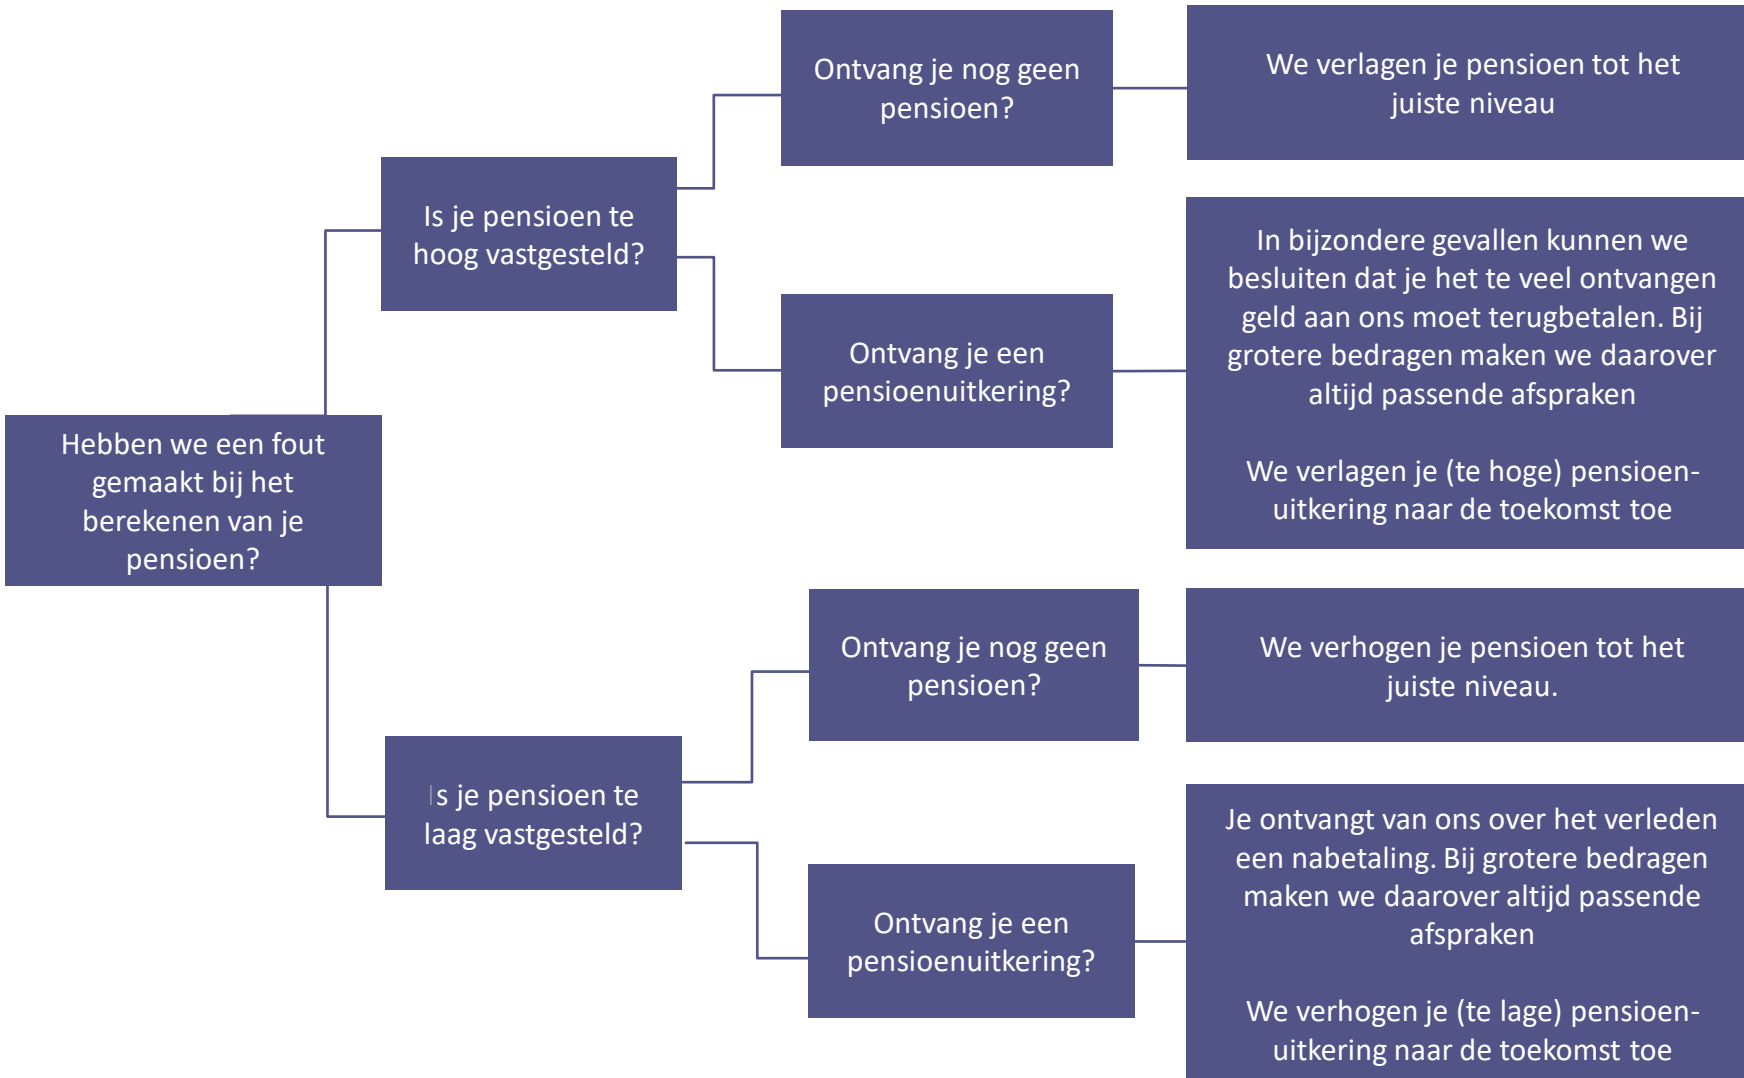 Hebben we een fout
gemaakt bij het
berekenen van je
pensioen?
Is je pensioen te
hoog vastgesteld?
Ontvang je nog geen
pensioen?
We verlagen je pensioen tot het
juiste niveau
Ontvang je een
pensioenuitkering?
In bijzondere gevallen kunnen we
besluiten dat je het te veel ontvangen
geld aan ons moet terugbetalen. Bij
grotere bedragen maken we daarover
altijd passende afspraken
We verlagen je (te hoge) pensioen-
uitkering naar de toekomst toe
Is je pensioen te
laag vastgesteld?
Ontvang je nog geen
pensioen?
We verhogen je pensioen tot het
juiste niveau.
Ontvang je een
pensioenuitkering?
Je ontvangt van ons over het verleden
een nabetaling. Bij grotere bedragen
maken we daarover altijd passende
afspraken
We verhogen je (te lage) pensioen-
uitkering naar de toekomst toe